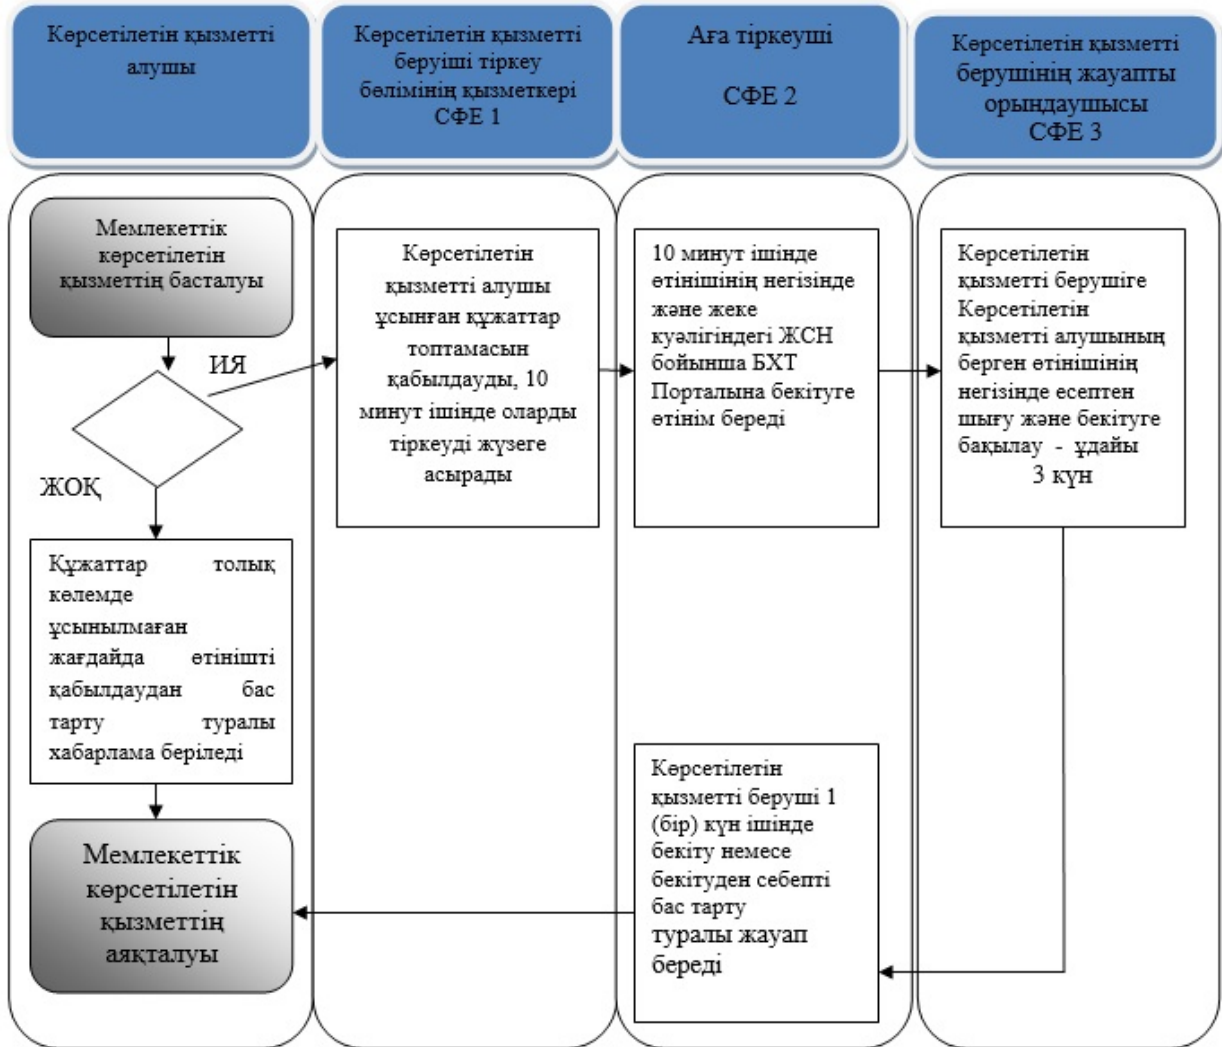 Көрсетілетін қызметті
алушы
Көрсетілетін қызметті
беруіші тіркеу
бөлімінің қызметкері
СФЕ 1
Аға тіркеуші
СФЕ 2
Көрсетілетін қызметті
берушінің жауапты
орындаушысы
СФЕ 3
Мемлекеттік
көрсетілетін
қызметтің басталуы
ИЯ
ЖОҚ
Құжаттар толық
көлемде
ұсынылмаған
жағдайда өтінішті
қабылдаудан бас
тарту туралы
хабарлама беріледі
Мемлекеттік
көрсетілетін
қызметтің
аяқталуы
Көрсетілетін
қызметті алушы
ұсынған құжаттар
топтамасын
қабылдауды, 10
минут ішінде оларды
тіркеуді жүзеге
асырады
10 минут ішінде
өтінішінің негізінде
және жеке
куәлігіндегі ЖСН
бойынша БХТ
Порталына бекітуге
өтінім береді
Көрсетілетін
қызметті берушіге
Көрсетілетін
қызметті алушының
берген өтінішінің
негізінде есептен
шығу және бекітуге
бақылау - ұдайы
3 күн
Көрсетілетін
қызметті беруші 1
(бір) күн ішінде
бекіту немесе
бекітуден себепті
бас тарту
туралы жауап
береді